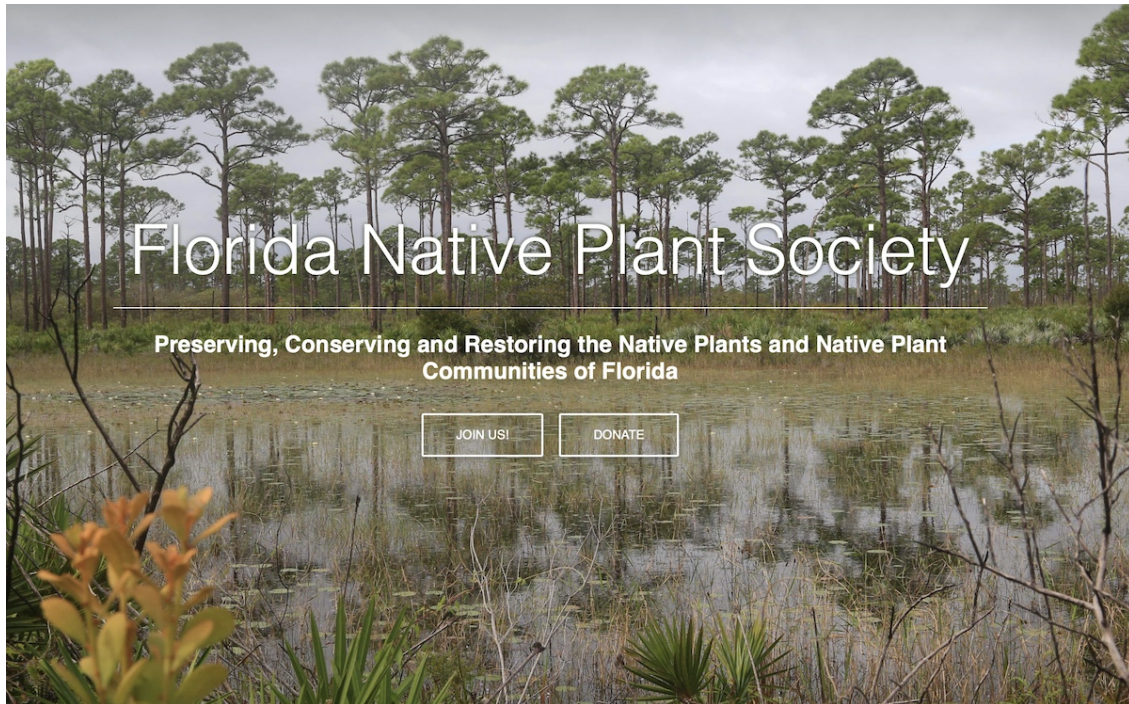 Florida Native Plant Society
Preserving, Conserving and Restoring the Native Plants and Native Plant
Communities of Florida
JOIN US!
DONATE